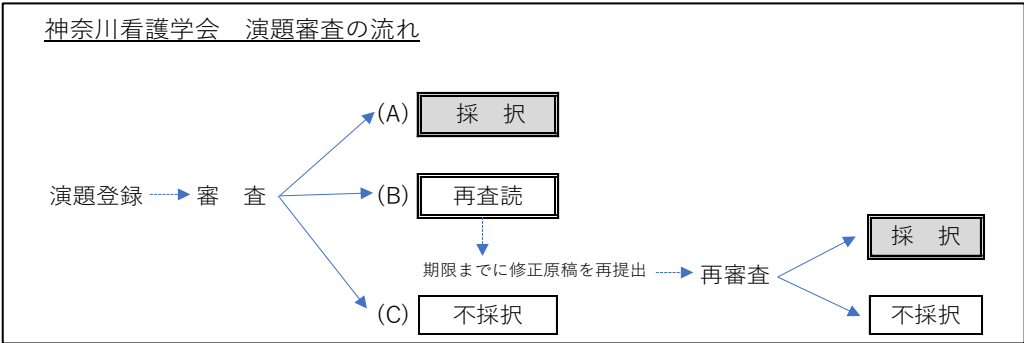 神奈川看護学会　演題審査の流れ
(A) 採　択
演題登録 審　査 (B) 再査読
採　択
期限までに修正原稿を再提出 再審査
(C) 不採択 不採択